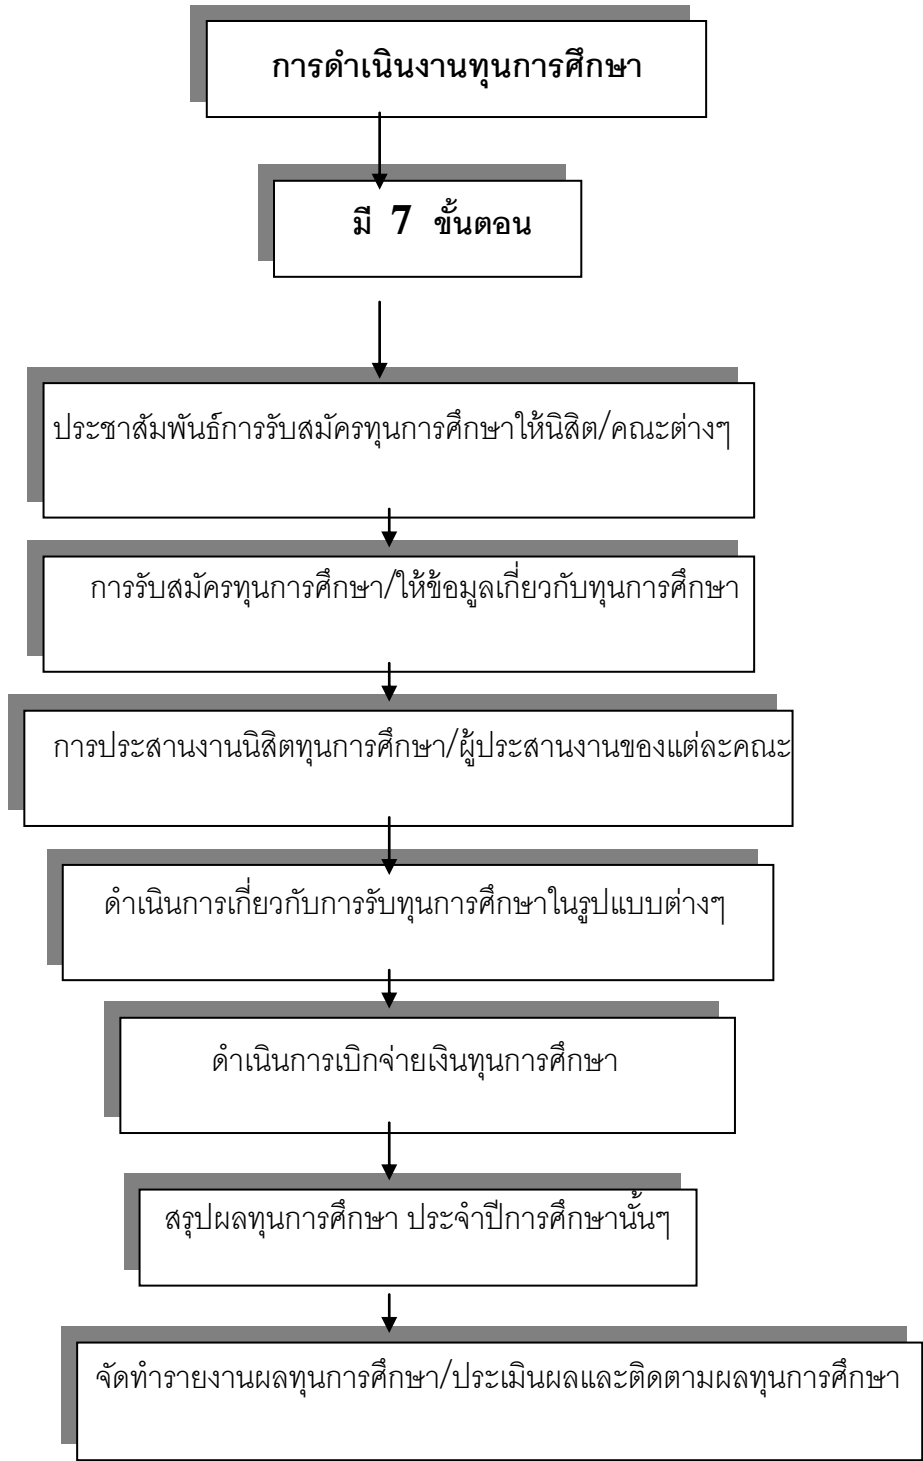 การดำเนินงานทุนการศึกษา
มี 7 ขั้นตอน
ประชาสัมพันธ์การรับสมัครทุนการศึกษาให้นิสิต/คณะต่างๆ
การรับสมัครทุนการศึกษา/ให้ข้อมูลเกี่ยวกับทุนการศึกษา
การประสานงานนิสิตทุนการศึกษา/ผู้ประสานงานของแต่ละคณะ
ดำเนินการเกี่ยวกับการรับทุนการศึกษาในรูปแบบต่างๆ
ดำเนินการเบิกจ่ายเงินทุนการศึกษา
สรุปผลทุนการศึกษา ประจำปีการศึกษานั้นๆ
จัดทำรายงานผลทุนการศึกษา/ประเมินผลและติดตามผลทุนการศึกษา